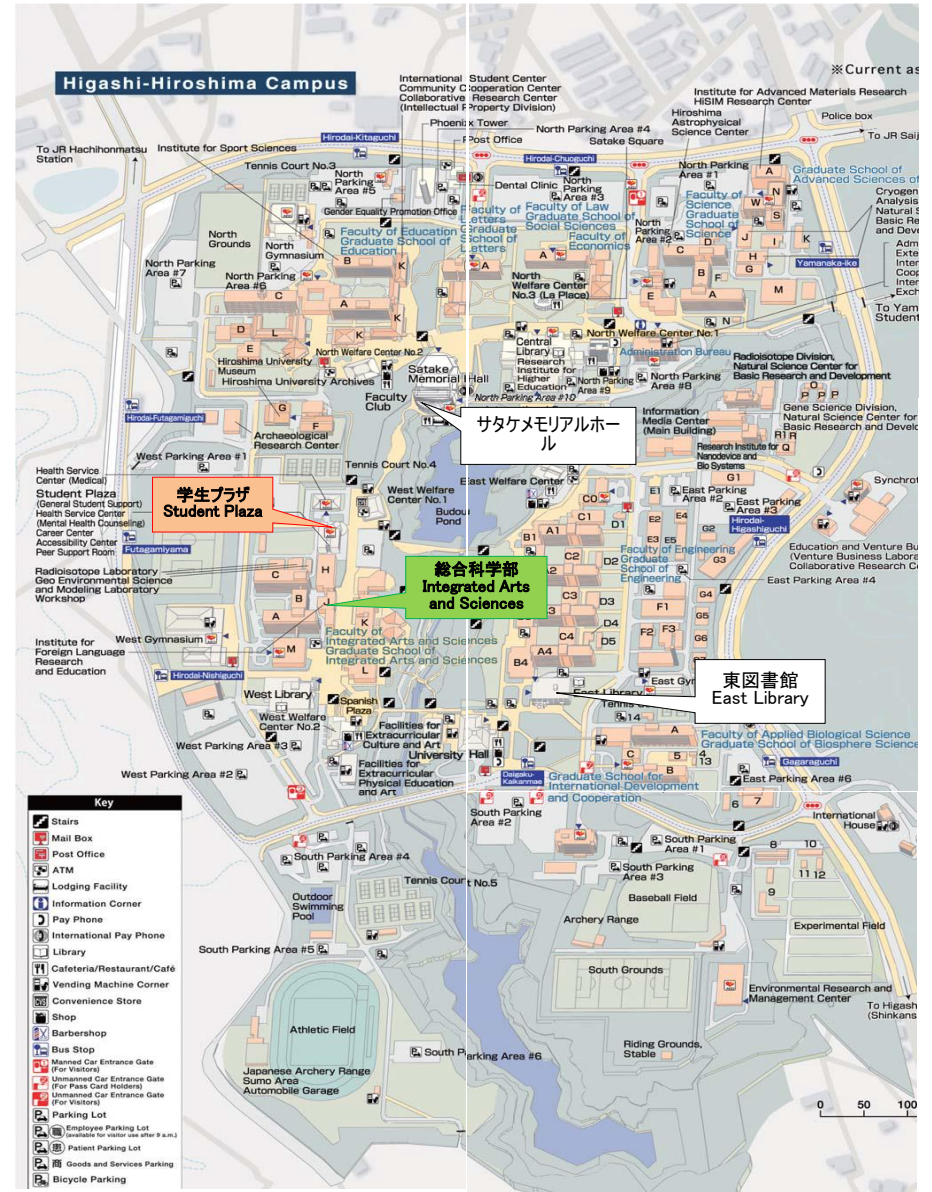 Higashi-Hiroshima Campus
※Current as
International Student Center
Community Cooperation Center
Collaborative Research Center
(Intellectual Property Division)
Phoenix Tower
Post Office
North Parking Area #4
Satake Square
Institute for Advanced Materials Research
HiSIM Research Center
Hiroshima
Astrophysical
Science Center
Police box
To JR Saij
Hirodai-Kitaguchi
Hirodai-Chuoguchi
To JR Hachihonmatsu
Station
Institute for Sport Sciences
Tennis Court No.3
North
Parking
Area #5
Gender Equality Promotion Office
Dental Clinic
North
Parking
Area #3
North Parking
Area #1
Graduate School of
Advanced Sciences of
Cryogen
Analysis
Natural S
Basic Re
and Deve
Faculty of Education
Graduate School of
Education
Faculty of
Letters
Graduate
School of
Letters
Faculty of Law
Graduate School of
Social Sciences
Faculty of
Economics
Faculty of
Science
Graduate
School of
Science
North
Parking
Area #2
Yamanaka-ike
Adm
Exte
Inter
Coop
Inter
Exch
To Yam
Student
North
Grounds
North
Gymnasium
North Parking
Area #7
North Parking
Area #6
North
Welfare Center
No.3 (La Place)
North Welfare Center No.1
Administration Bureau
Central
Library
Research
Institute for
Higher
Education
North Parking
Area #9
North Parking
Area #8
North Parking Area #10
Radioisotope Division,
Natural Science Center for
Basic Research and Development
Hiroshima University
Museum
North Welfare Center No.2
Hiroshima University Archives
Satake
Memorial Hall
Faculty
Club
サタケメモリアルホー
ル
Information
Media Center
(Main Building)
Gene Science Division,
Natural Science Center for
Basic Research and Develo
Research Institute for
Nanodevice and
Bio Systems
Hirodai-Futagamiguchi
Archaeological
Research Center
West Parking Area #1
Health Service
Center (Medical)
Student Plaza
(General Student Support)
Health Service Center
(Mental Health Counseling)
Career Center
Accessibility Center
Peer Support Room
学生プラザ
Student Plaza
Tennis Court No.4
West Welfare
Center No.1
Budou
Pond
East Welfare Center
East Parking
Area #2
East Parking
Area #3
Hirodai-
Higashiguchi
Synchrot
Education and Venture Bu
(Venture Business Labora
Collaborative Research Ce
East Parking Area #4
Faculty of Engineering
Graduate
School of
Engineering
Futagamiyama
Radioisotope Laboratory
Geo Environmental Science
and Modeling Laboratory
Workshop
総合科学部
Integrated Arts
and Sciences
Faculty of
Integrated Arts and Sciences
Graduate School of
Integrated Arts and Sciences
West Gymnasium
Institute for
Foreign Language
Research
and Education
Hirodai-Nishiguchi
West Library
Spanish
Plaza
West Welfare
Center No.2
West Parking Area #3
West Parking Area #2
Facilities for
Extracurricular
Culture and Art
University Hall
Facilities for
Extracurricular
Physical Education
and Art
Daigaku-
Kaikanmae
East Gy
East Library
東図書館
East Library
Faculty of Applied Biological Science
Graduate School of Biosphere Science
Gagaraguchi
Graduate School for
International Development
and Cooperation
East Parking Area #6
International
House
South Parking
Area #2
South Parking
Area #1
South Parking
Area #3
South Parking Area #4
Tennis Court No.5
Outdoor
Swimming
Pool
South Parking Area #5
Baseball Field
Archery Range
Experimental Field
South Grounds
Environmental Research and
Management Center
To Higash
(Shinkans
Athletic Field
South Parking Area #6
Riding Grounds,
Stable
Japanese Archery Range
Sumo Area
Automobile Garage
0 50 100
Key
Stairs
Mail Box
Post Office
ATM
Lodging Facility
Information Corner
Pay Phone
International Pay Phone
Library
Cafeteria/Restaurant/Café
Vending Machine Corner
Convenience Store
Shop
Barbershop
Bus Stop
Manned Car Entrance Gate
(For Visitors)
Unmanned Car Entrance Gate
(For Pass Card Holders)
Unmanned Car Entrance Gate
(For Visitors)
Parking Lot
Employee Parking Lot
(available for visitor use after 9 a.m.)
Patient Parking Lot
商 Goods and Services Parking
Bicycle Parking